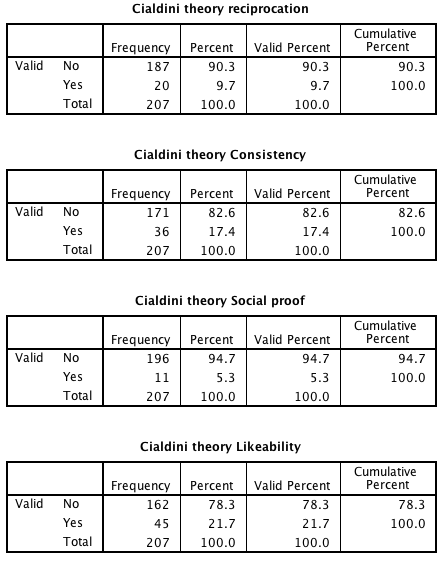 Cialdini theory reciprocation
Frequency Percent Valid Percent Cumulative Percent
Valid No 187 90.3 90.3 90.3
Yes 20 9.7 9.7 100.0
Total 207 100.0 100.0
Cialdini theory Consistency
Frequency Percent Valid Percent Cumulative Percent
Valid No 171 82.6 82.6 82.6
Yes 36 17.4 17.4 100.0
Total 207 100.0 100.0
Cialdini theory Social proof
Frequency Percent Valid Percent Cumulative Percent
Valid No 196 94.7 94.7 94.7
Yes 11 5.3 5.3 100.0
Total 207 100.0 100.0
Cialdini theory Likeability
Frequency Percent Valid Percent Cumulative Percent
Valid No 162 78.3 78.3 78.3
Yes 45 21.7 21.7 100.0
Total 207 100.0 100.0